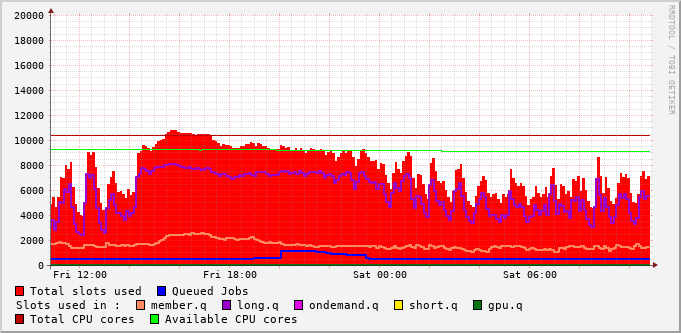 20000
18000
16000
14000
12000
10000
8000
6000
4000
2000
0
Fri 12:00 Fri 18:00 Sat 00:00 Sat 06:00
RRDTOOL / TOBI OETIKER
Total slots used Queued Jobs
Slots used in : member.q long.q ondemand.q short.q gpu.q
Total CPU cores Available CPU cores